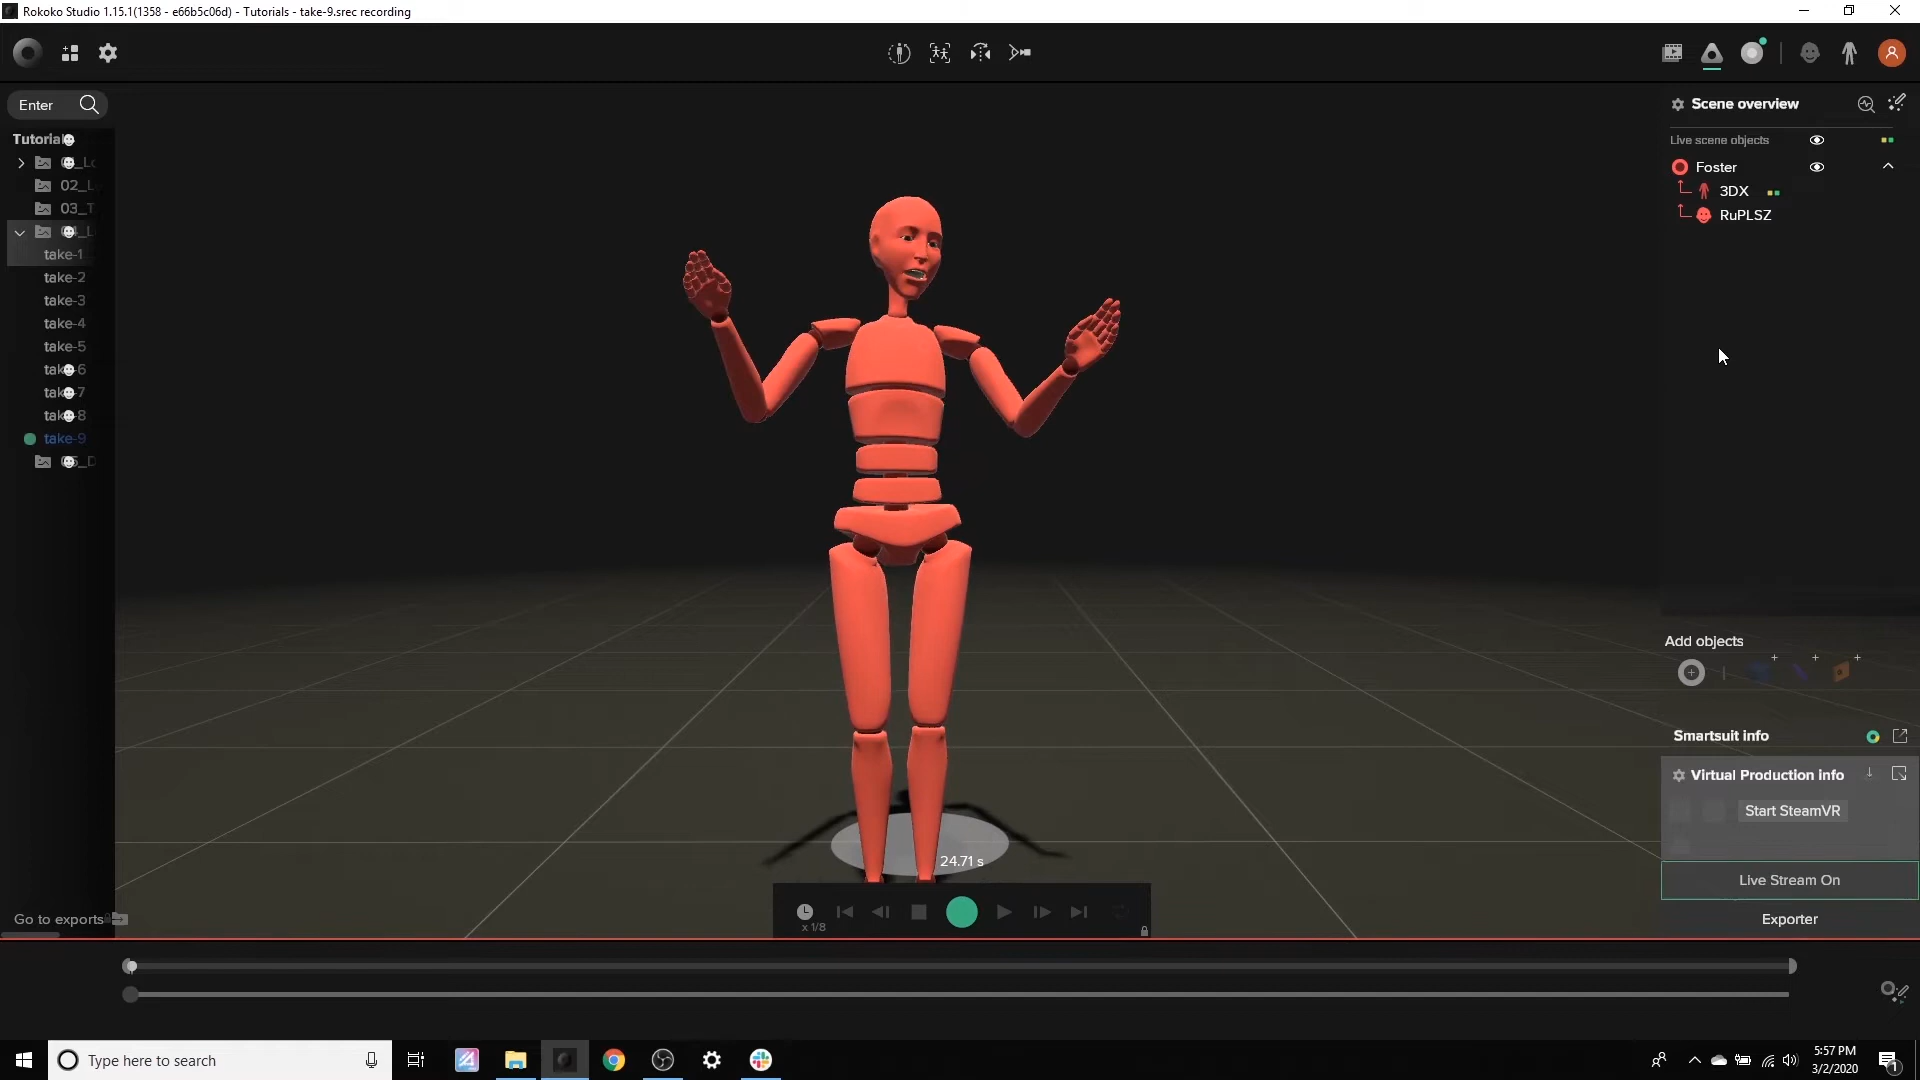 Rokoko Studio 1.15.1(1358 - e66b5c06d) - Tutorials - take-9.srec recording
Enter
Scene overview
Live scene objects
Foster
3DX
RuPLSZ
02_L
03_T
take-1
take-2
take-3
take-4
take-5
take-9
Add objects
Smartsuit info
Virtual Production info
Start SteamVR
24.71 s
Live Stream On
Go to exports
x 1/8
Exporter
Type here to search
5:57 PM
3/2/2020
1